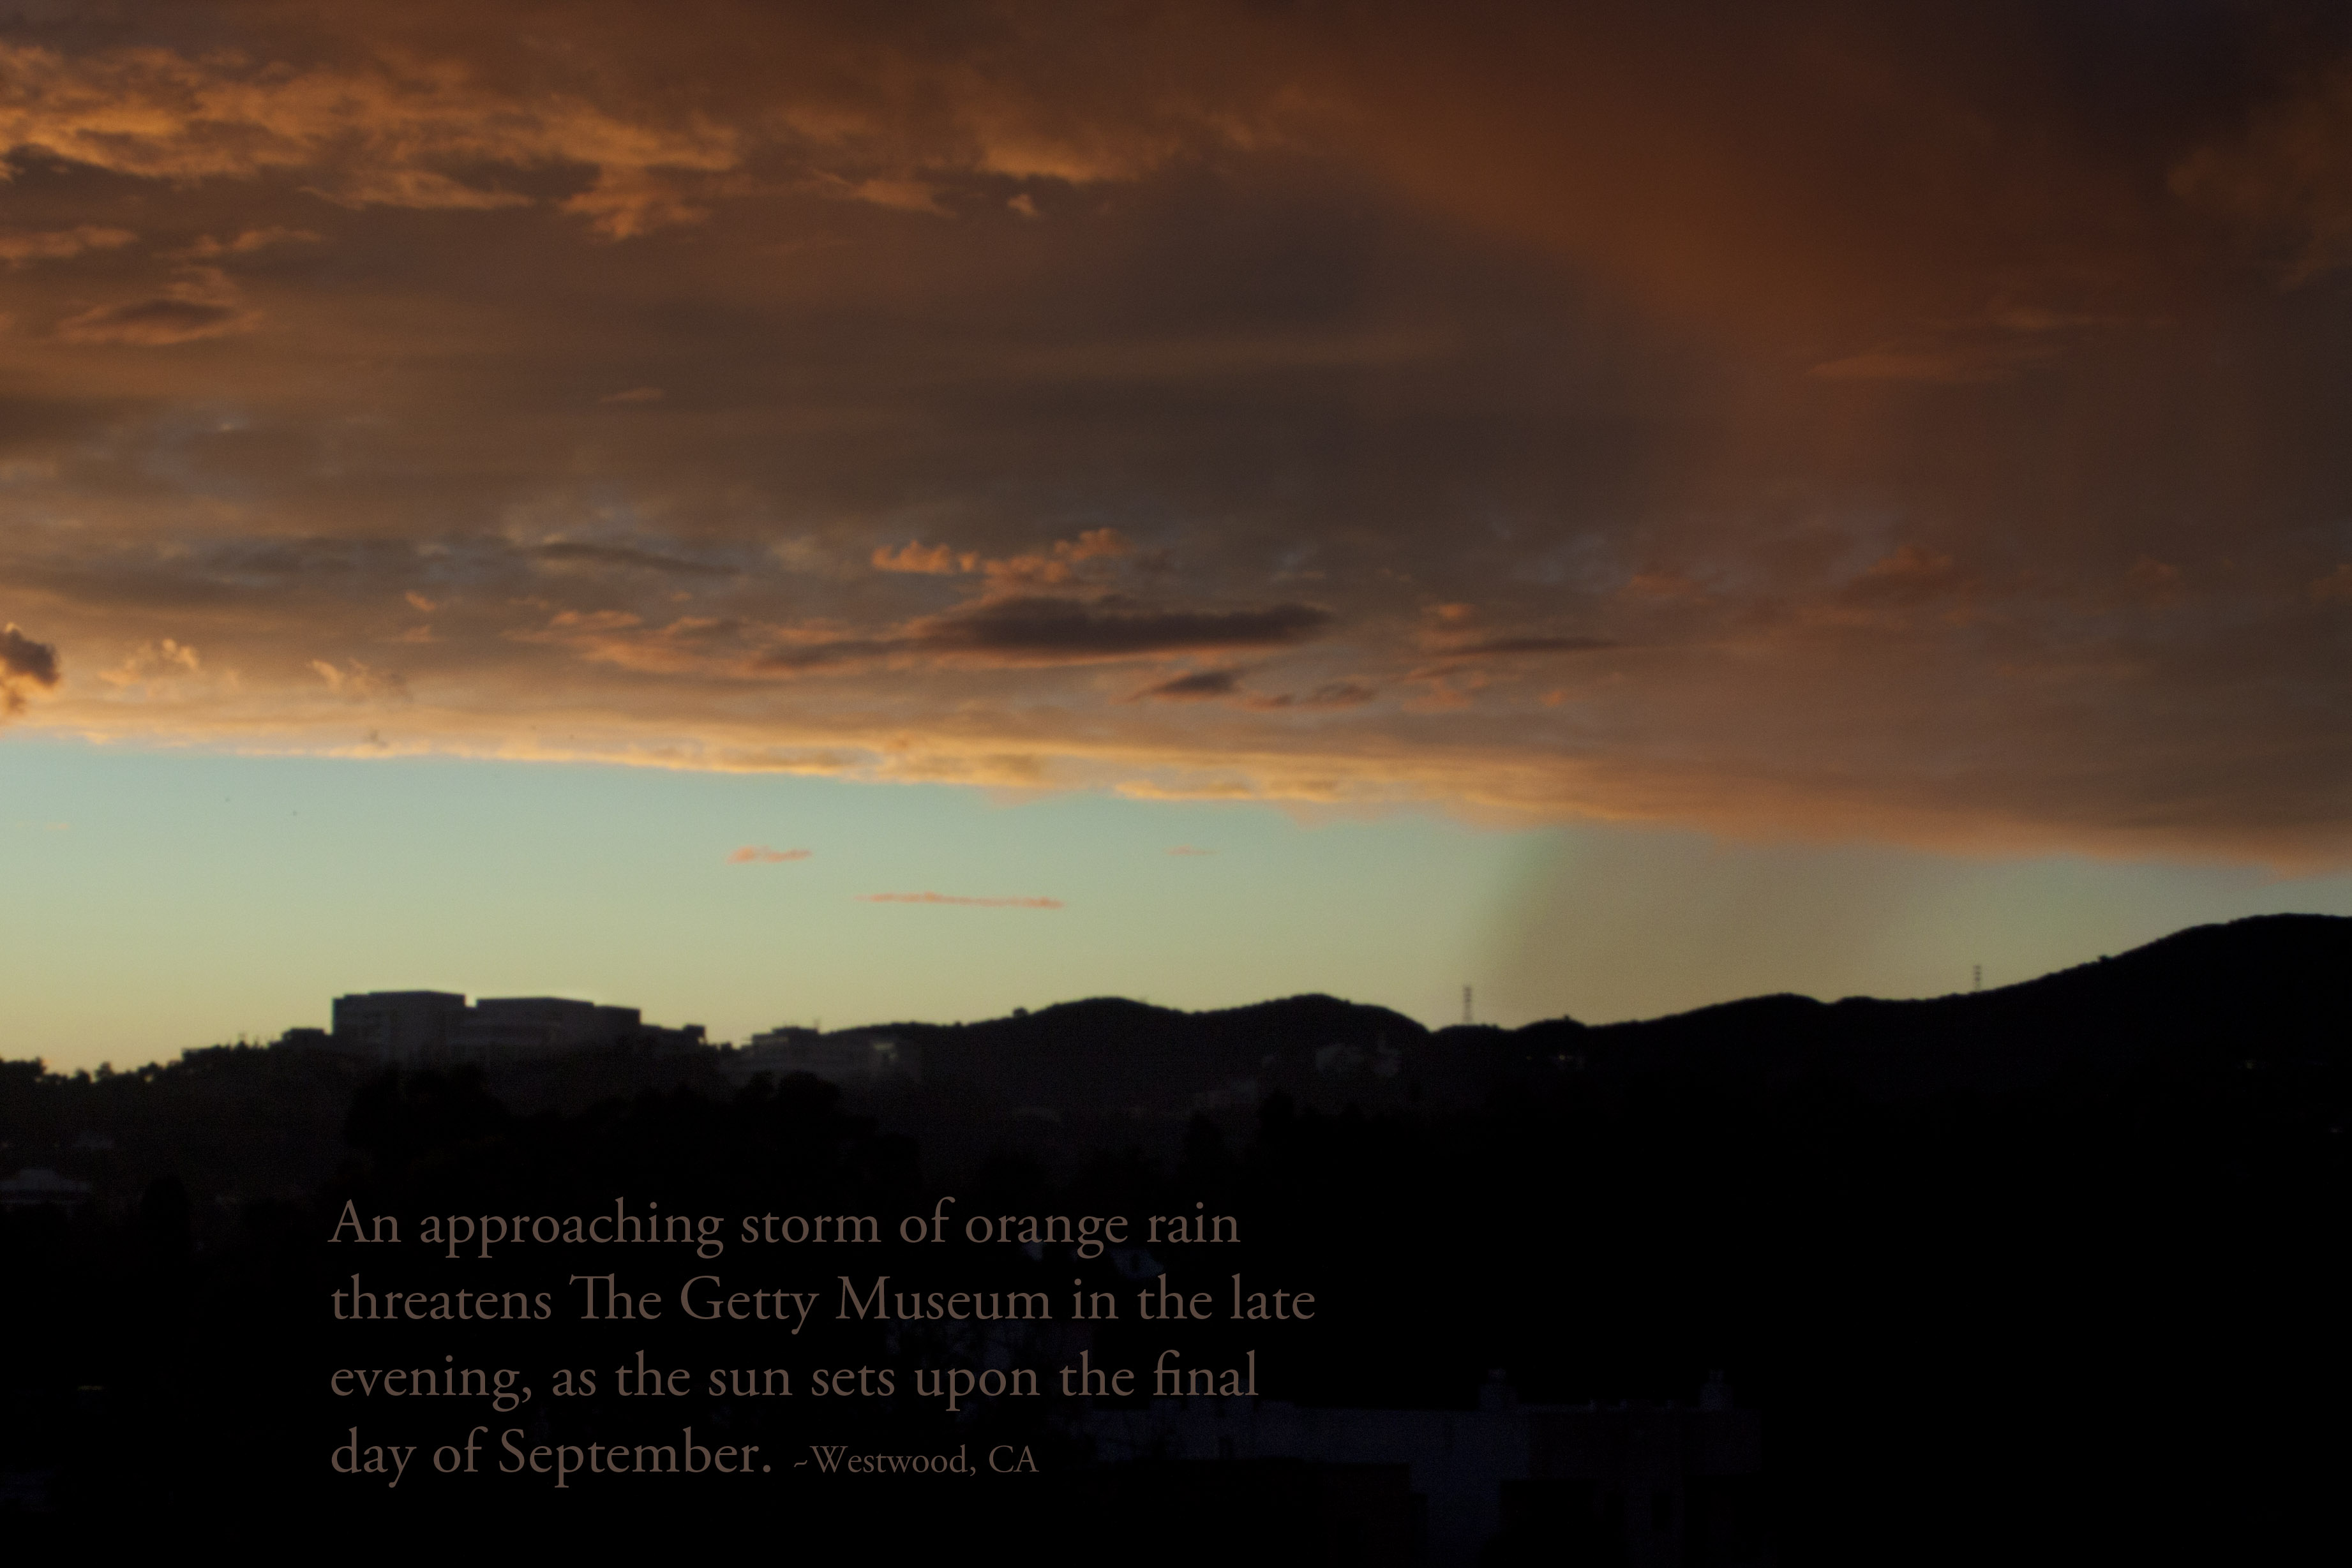 An approaching storm of orange rain
threatens The Getty Museum in the late
evening, as the sun sets upon the final
day of September. ~Westwood, CA